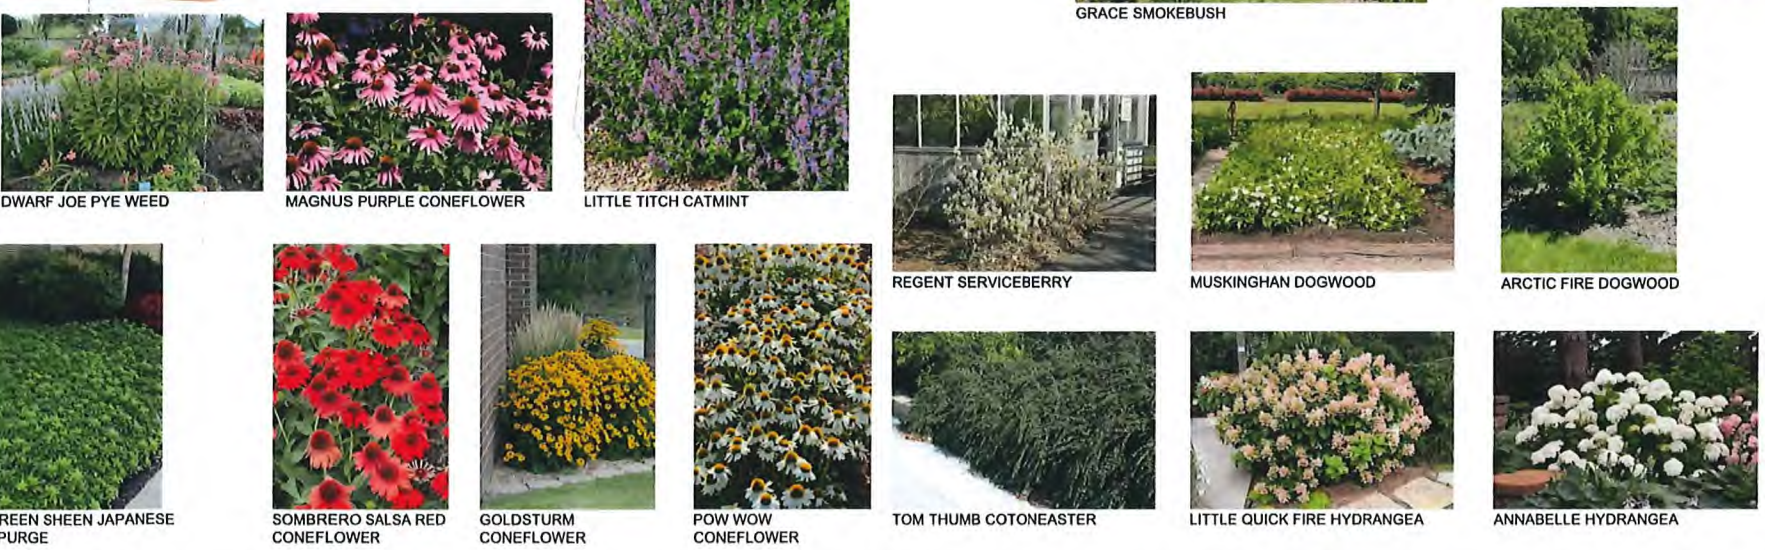 GRACE SMOKEBUSH
DWARF JOE PYE WEED
MAGNUS PURPLE CONEFLOWER
LITTLE TITCH CATMINT
REGENT SERVICEBERRY
MUSKINGHAN DOGWOOD
ARCTIC FIRE DOGWOOD
REEN SHEEN JAPANESE
PURGE
SOMBRERO SALSA RED
CONEFLOWER
GOLDSTURM
CONEFLOWER
POW WOW
CONEFLOWER
TOM THUMB COTONEASTER
LITTLE QUICK FIRE HYDRANGEA
ANNABELLE HYDRANGEA